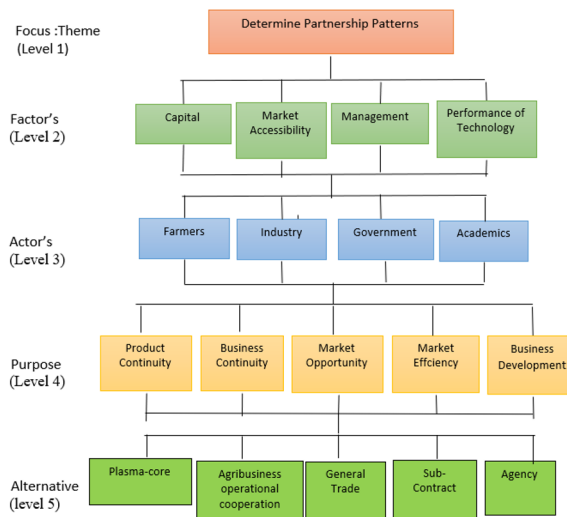 Focus :Theme
(Level 1)
Determine Partnership Patterns
Factor's
(Level 2)
Capital
Market
Accessibility
Management
Performance of
Technology
Actor's
(Level 3)
Farmers
Industry
Government
Academics
Purpose
(Level 4)
Product
Continuity
Business
Continuity
Market
Opportunity
Market
Effciency
Business
Development
Alternative
(level 5)
Plasma-core
Agribusiness
operational
cooperation
General
Trade
Sub-
Contract
Agency